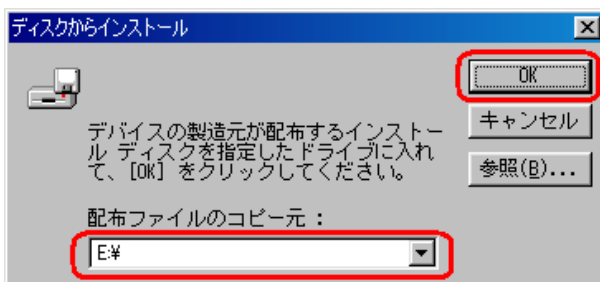 ディスクからインストール
OK
デバイスの製造元が配布するインストー
ル ディスクを指定したドライブに入れ
て、[OK] をクリックしてください。
キャンセル
参照(B)...
配布ファイルのコピー元 :
E:¥